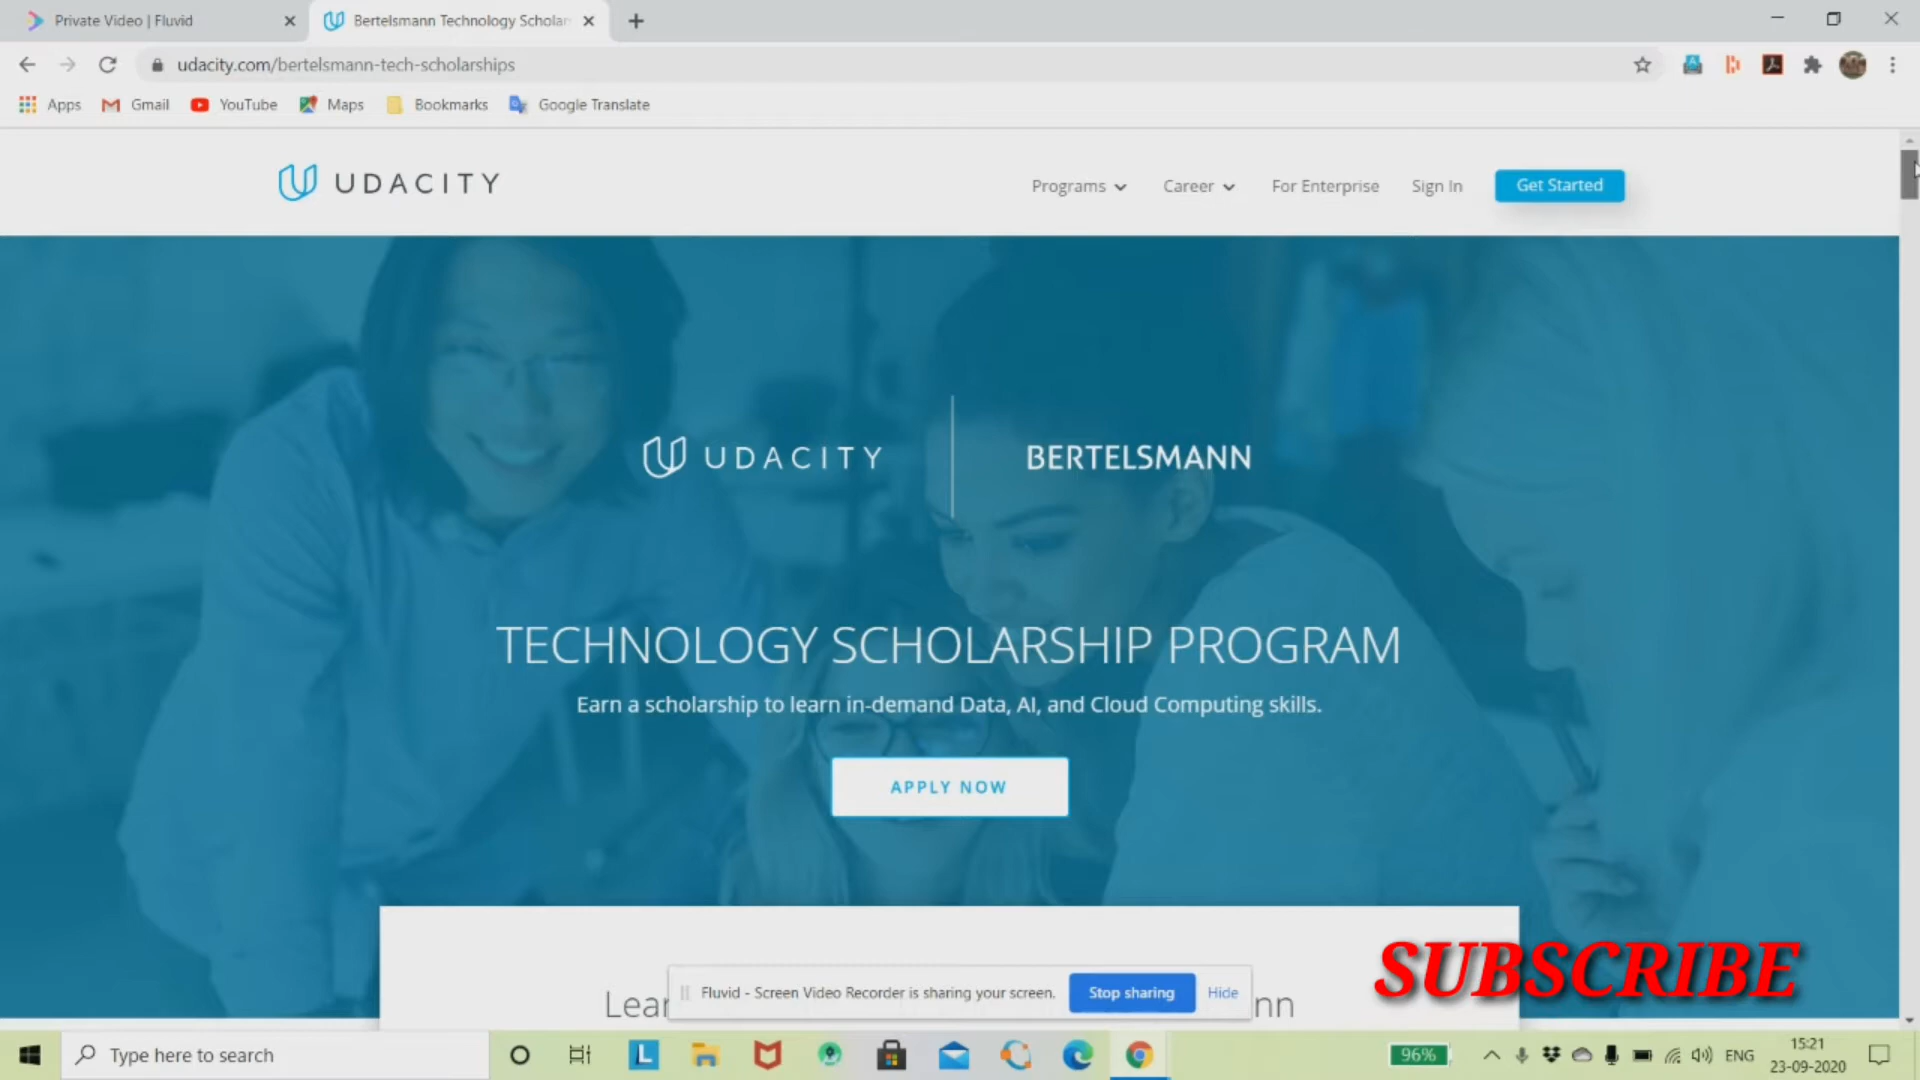 Private Video | Fluvid
Bertelsmann Technology Scholar
udacity.com/bertelsmann-tech-scholarships
Apps Gmail YouTube Maps Bookmarks Google Translate
UDACITY
Programs Career For Enterprise Sign In Get Started
UDACITY BERTELSMANN
TECHNOLOGY SCHOLARSHIP PROGRAM
Earn a scholarship to learn in-demand Data, AI, and Cloud Computing skills.
APPLY NOW
SUBSCRIBE
Fluvid - Screen Video Recorder is sharing your screen. Stop sharing Hide
Type here to search
96% ENG
15:21
23-09-2020